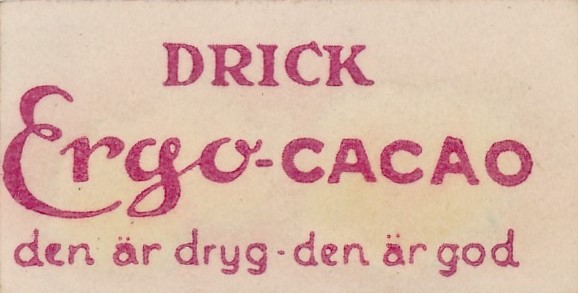 DRICK
Ergo-CACAO
den är dryg-den är god